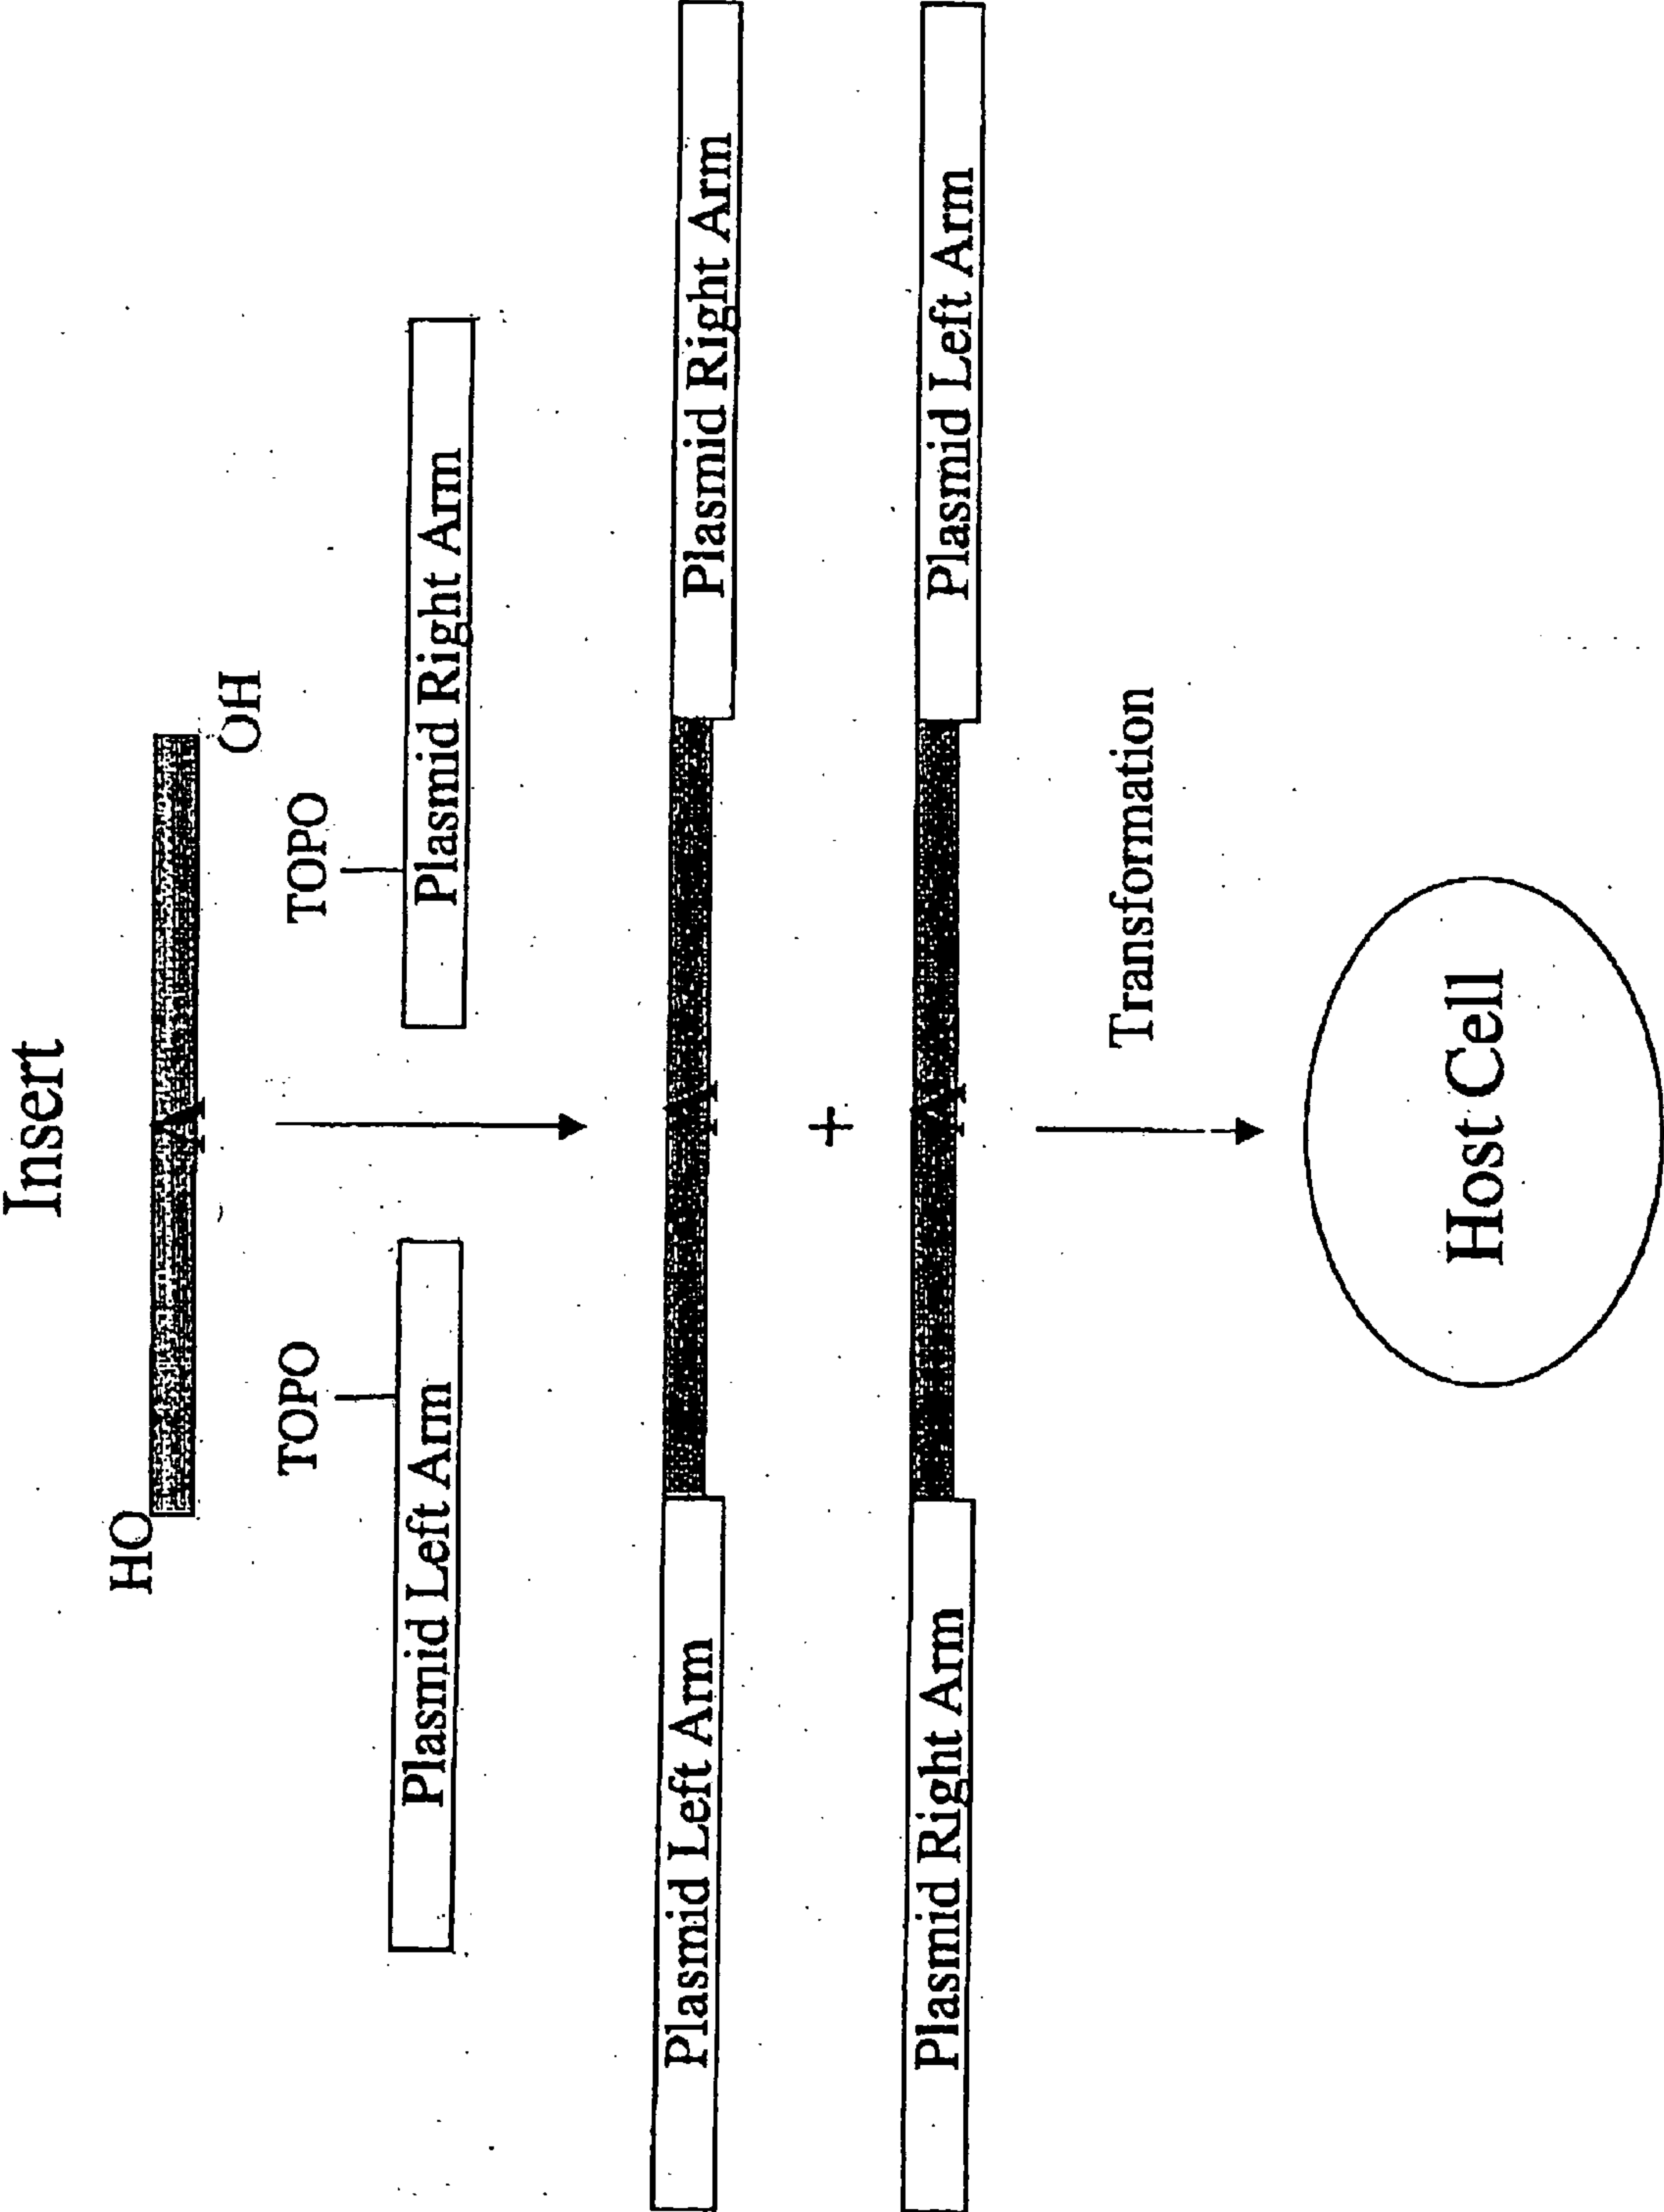 Insert
HO
A
OH
TOPO TOPO
Plasmid Left Arm Plasmid Right Arm
Plasmid Left Arm A Plasmid Right Arm
+
Plasmid Right Arm A Plasmid Left Arm
Transformation
Host Cell